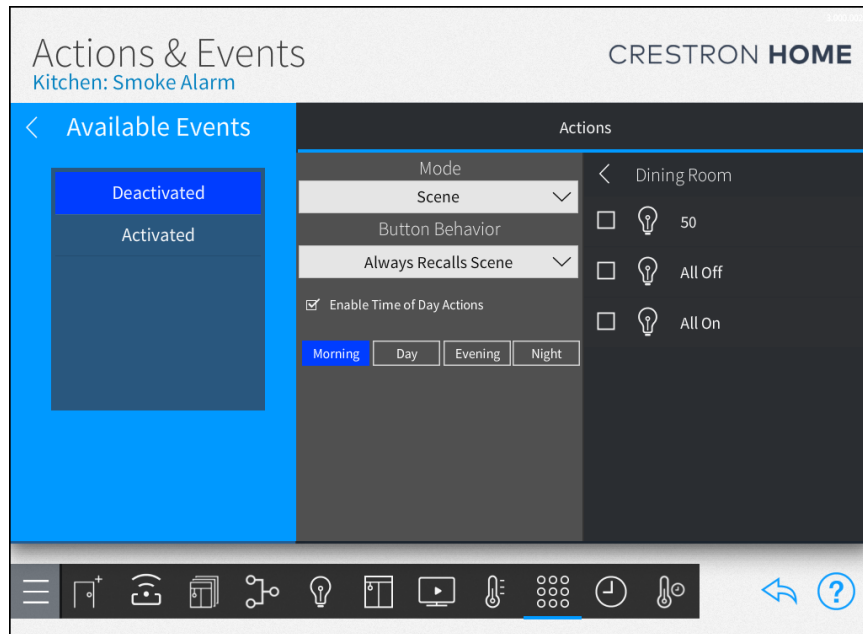 Actions & Events
CRESTRON HOME
Kitchen: Smoke Alarm
Available Events
Actions
Deactivated
Activated
Mode
Scene
Button Behavior
Always Recalls Scene
Enable Time of Day Actions
Morning Day Evening Night
Dining Room
50
All Off
All On
?